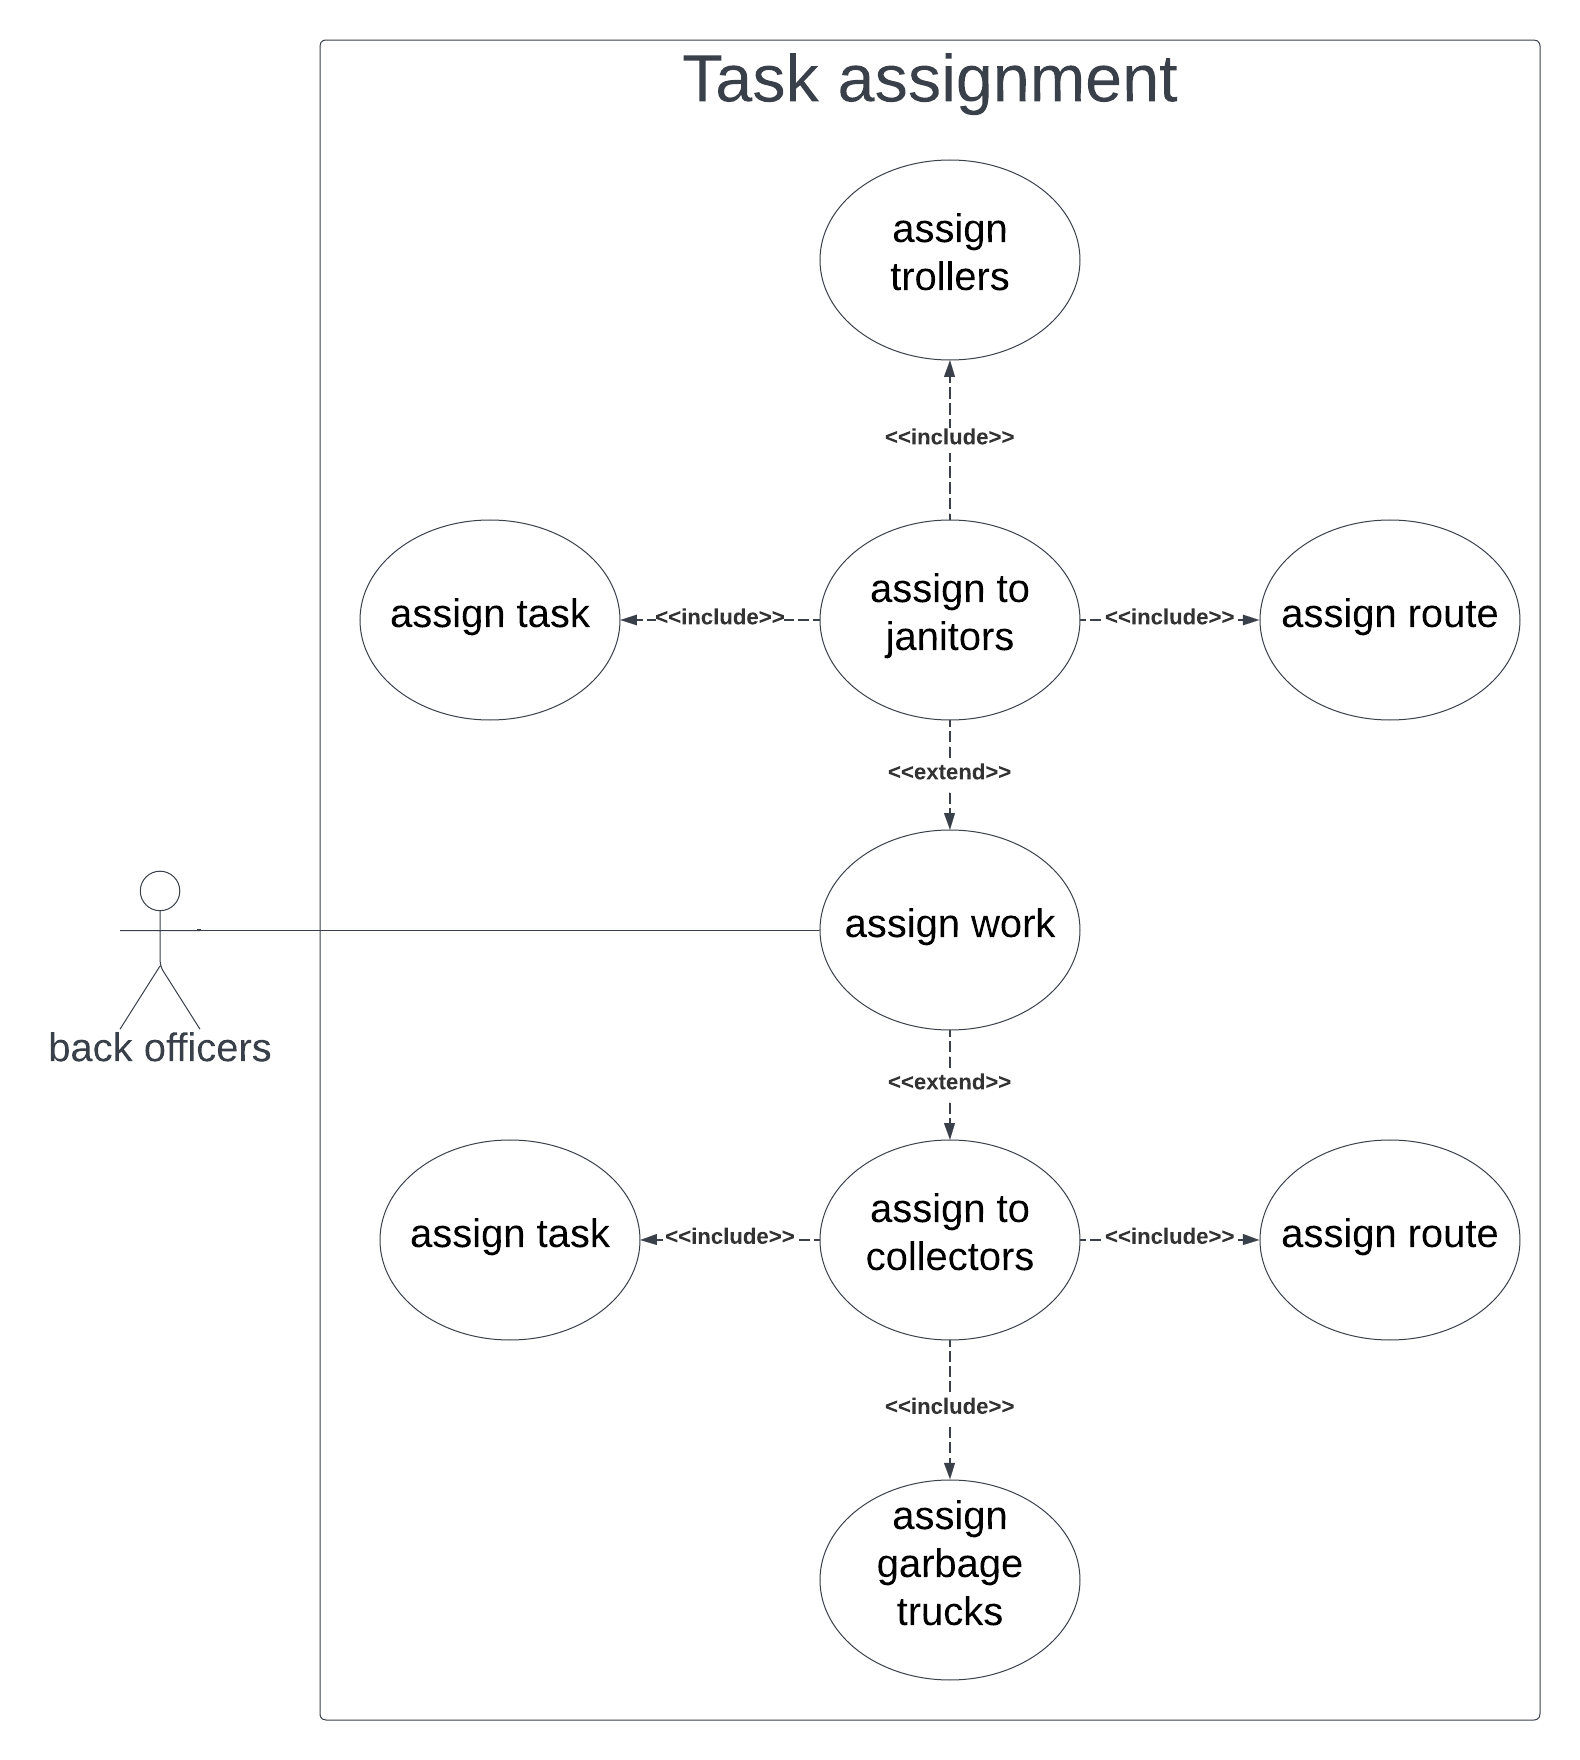 Task assignment
assign
trollers
<<include>>
assign task
<<include>>
assign to
janitors
<<include>>
assign route
<<extend>>
assign work
back officers
<<extend>>
assign task
<<include>>
assign to
collectors
<<include>>
assign route
<<include>>
assign
garbage
trucks